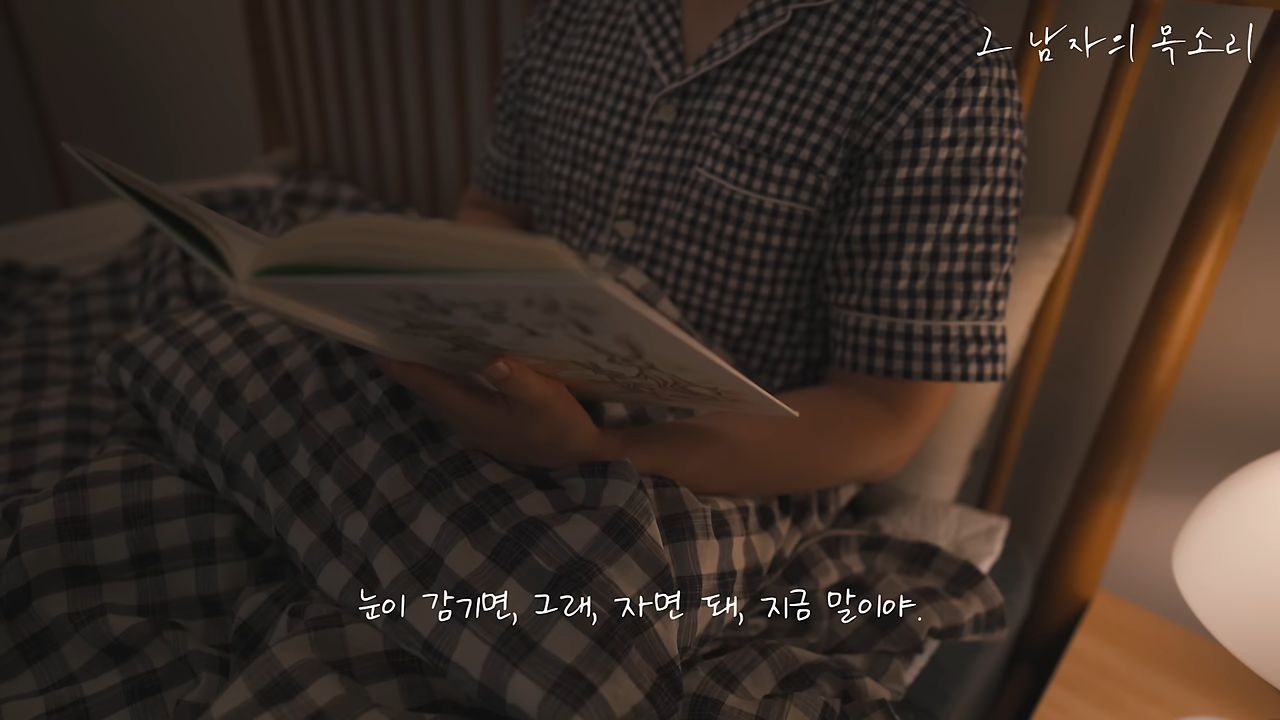 그 남자의 목소리
눈이 감기면, 그래, 자면 돼, 지금 말이야.